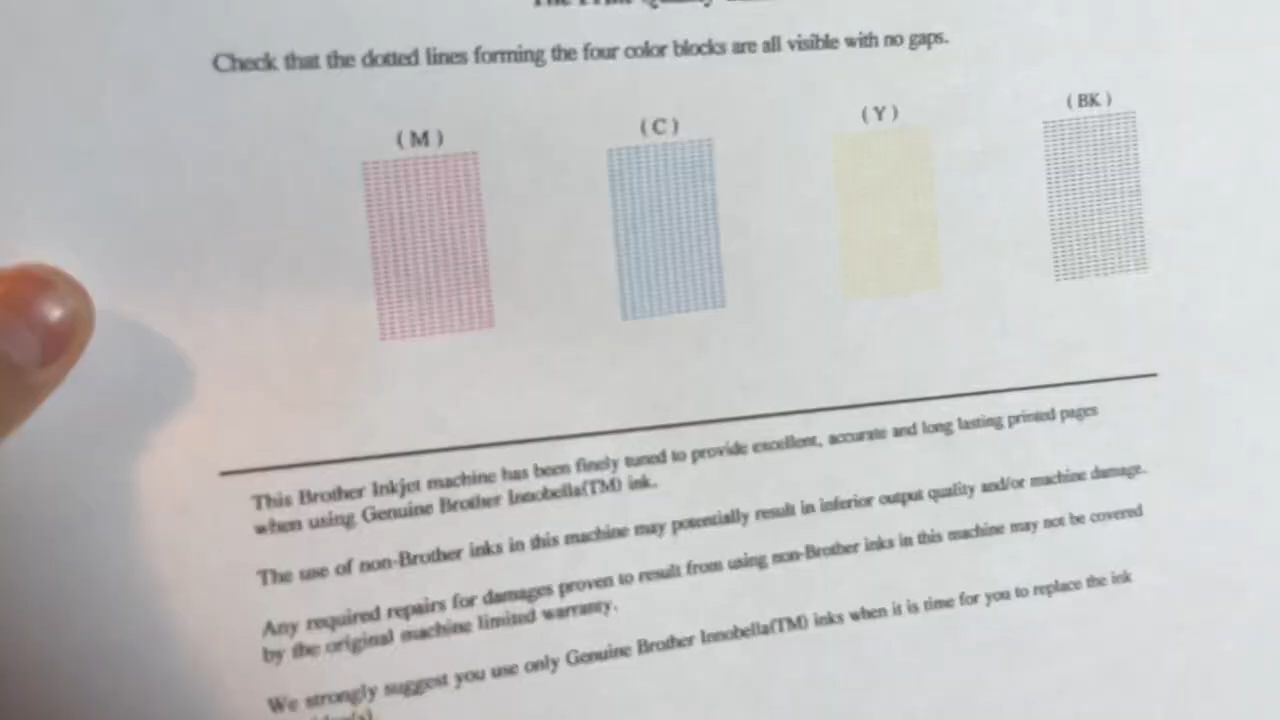 The Print Quality
Check that the dotted lines forming the four color blocks are all visible with no gaps.
(M) (C) (Y) (BK)
This Brother Inkjet machine has been finely tuned to provide excellent, accurate and long lasting printed pages
when using Genuine Brother Innobella(TM) ink.
The use of non-Brother inks in this machine may potentially result in inferior output quality and/or machine damage.
Any required repairs for damages proven to result from using non-Brother inks in this machine may not be covered
by the original machine limited warranty.
We strongly suggest you use only Genuine Brother Innobella(TM) inks when it is time for you to replace the ink